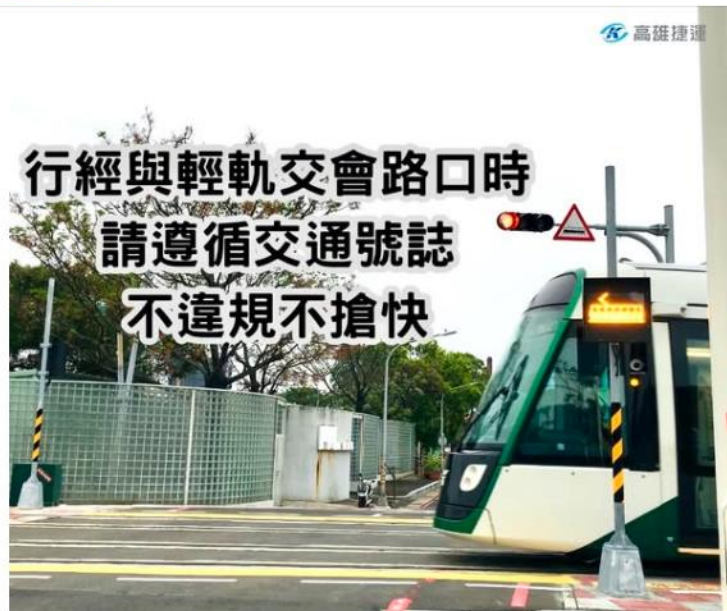 高雄捷運
行經與輕軌交會路口時
請遵循交通號誌
不違規不搶快